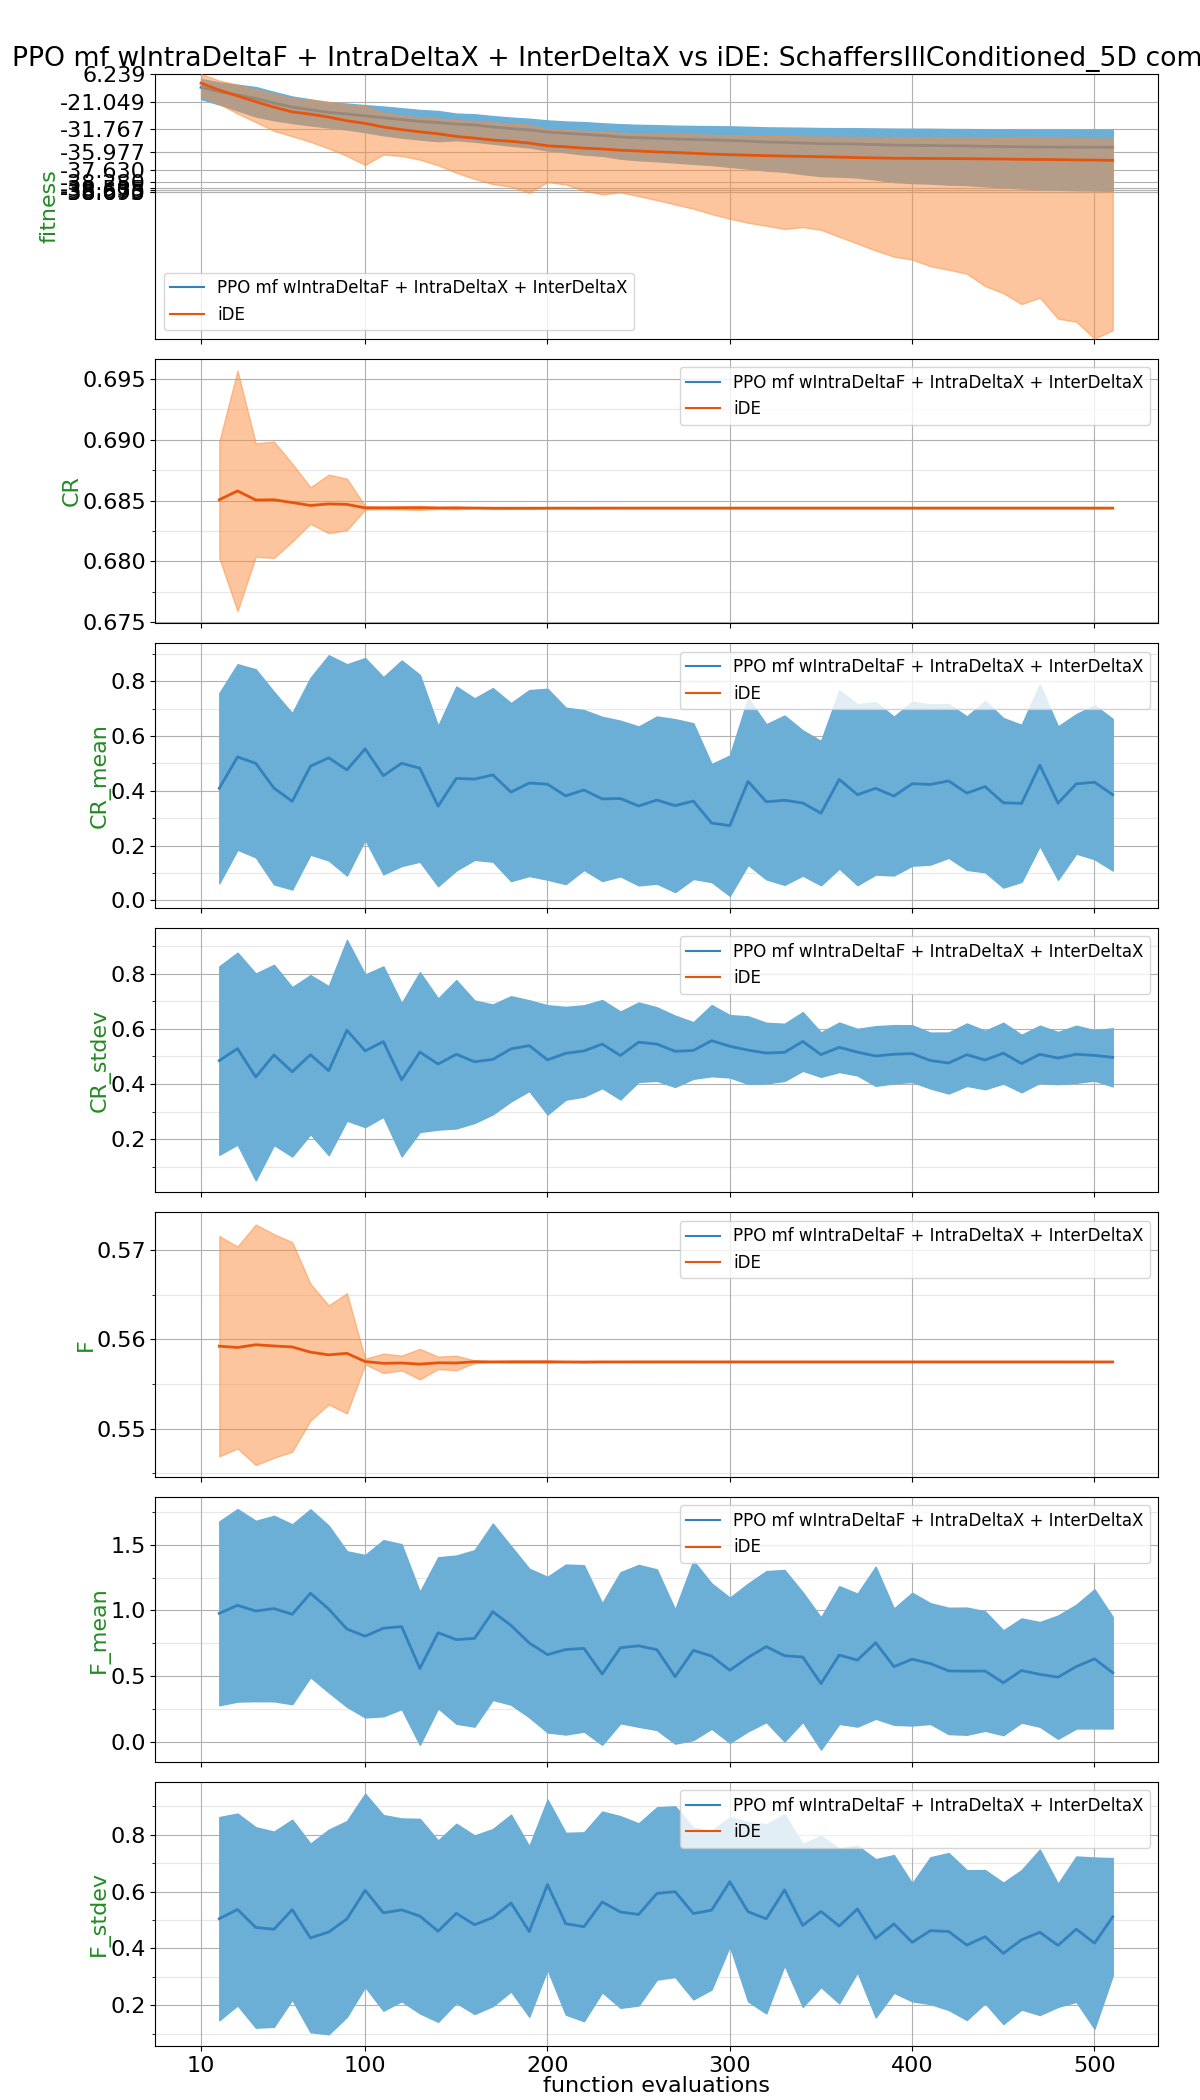 PPO mf wIntraDeltaF + IntraDeltaX + InterDeltaX vs iDE: SchaffersIllConditioned_5D com
6.239
-21.049
-31.767
-35.977
-37.630
fitness
PPO mf wIntraDeltaF + IntraDeltaX + InterDeltaX
iDE
0.695
0.690
0.685
0.680
0.675
CR
PPO mf wIntraDeltaF + IntraDeltaX + InterDeltaX
iDE
0.8
0.6
0.4
0.2
0.0
CR_mean
PPO mf wIntraDeltaF + IntraDeltaX + InterDeltaX
iDE
0.8
0.6
0.4
0.2
CR_stdev
PPO mf wIntraDeltaF + IntraDeltaX + InterDeltaX
iDE
0.57
0.56
0.55
F
PPO mf wIntraDeltaF + IntraDeltaX + InterDeltaX
iDE
1.5
1.0
0.5
0.0
F_mean
PPO mf wIntraDeltaF + IntraDeltaX + InterDeltaX
iDE
0.8
0.6
0.4
0.2
F_stdev
PPO mf wIntraDeltaF + IntraDeltaX + InterDeltaX
iDE
10 100 200 300 400 500
function evaluations